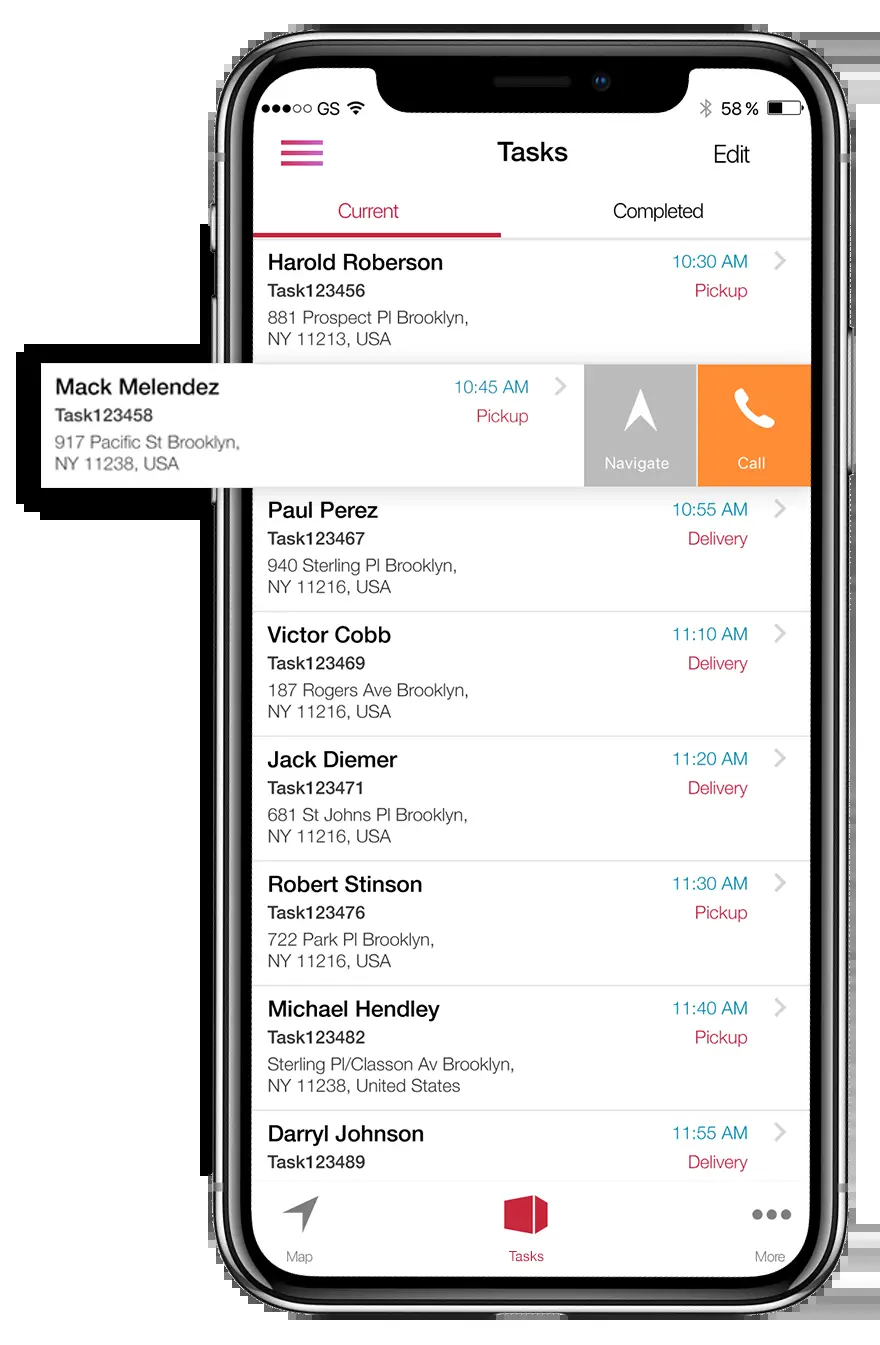 GS 58 %
Tasks Edit
Current Completed
Harold Roberson 10:30 AM
Task123456 Pickup
881 Prospect Pl Brooklyn,
NY 11213, USA
Mack Melendez 10:45 AM
Task123458 Pickup
917 Pacific St Brooklyn,
NY 11238, USA
Navigate Call
Paul Perez 10:55 AM
Task123467 Delivery
940 Sterling Pl Brooklyn,
NY 11216, USA
Victor Cobb 11:10 AM
Task123469 Delivery
187 Rogers Ave Brooklyn,
NY 11216, USA
Jack Diemer 11:20 AM
Task123471 Delivery
681 St Johns Pl Brooklyn,
NY 11216, USA
Robert Stinson 11:30 AM
Task123476 Pickup
722 Park Pl Brooklyn,
NY 11216, USA
Michael Hendley 11:40 AM
Task123482 Pickup
Sterling Pl/Classon Av Brooklyn,
NY 11238, United States
Darryl Johnson 11:55 AM
Task123489 Delivery
Map Tasks More